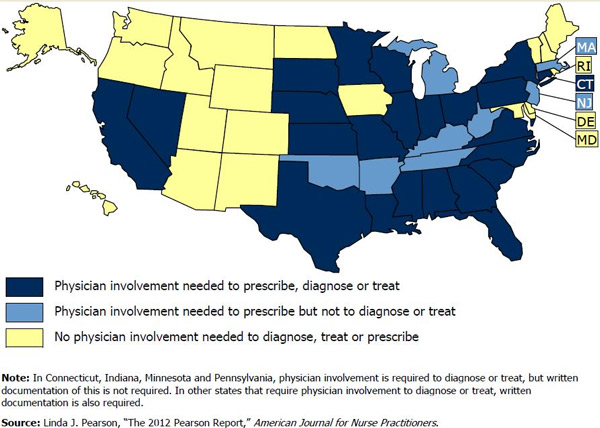 MA
RI
CT
NJ
DE
MD
Physician involvement needed to prescribe, diagnose or treat
Physician involvement needed to prescribe but not to diagnose or treat
No physician involvement needed to diagnose, treat or prescribe
Note: In Connecticut, Indiana, Minnesota and Pennsylvania, physician involvement is required to diagnose or treat, but written
documentation of this is not required. In other states that require physician involvement to diagnose or treat, written
documentation is also required.
Source: Linda J. Pearson, “The 2012 Pearson Report,” American Journal for Nurse Practitioners.